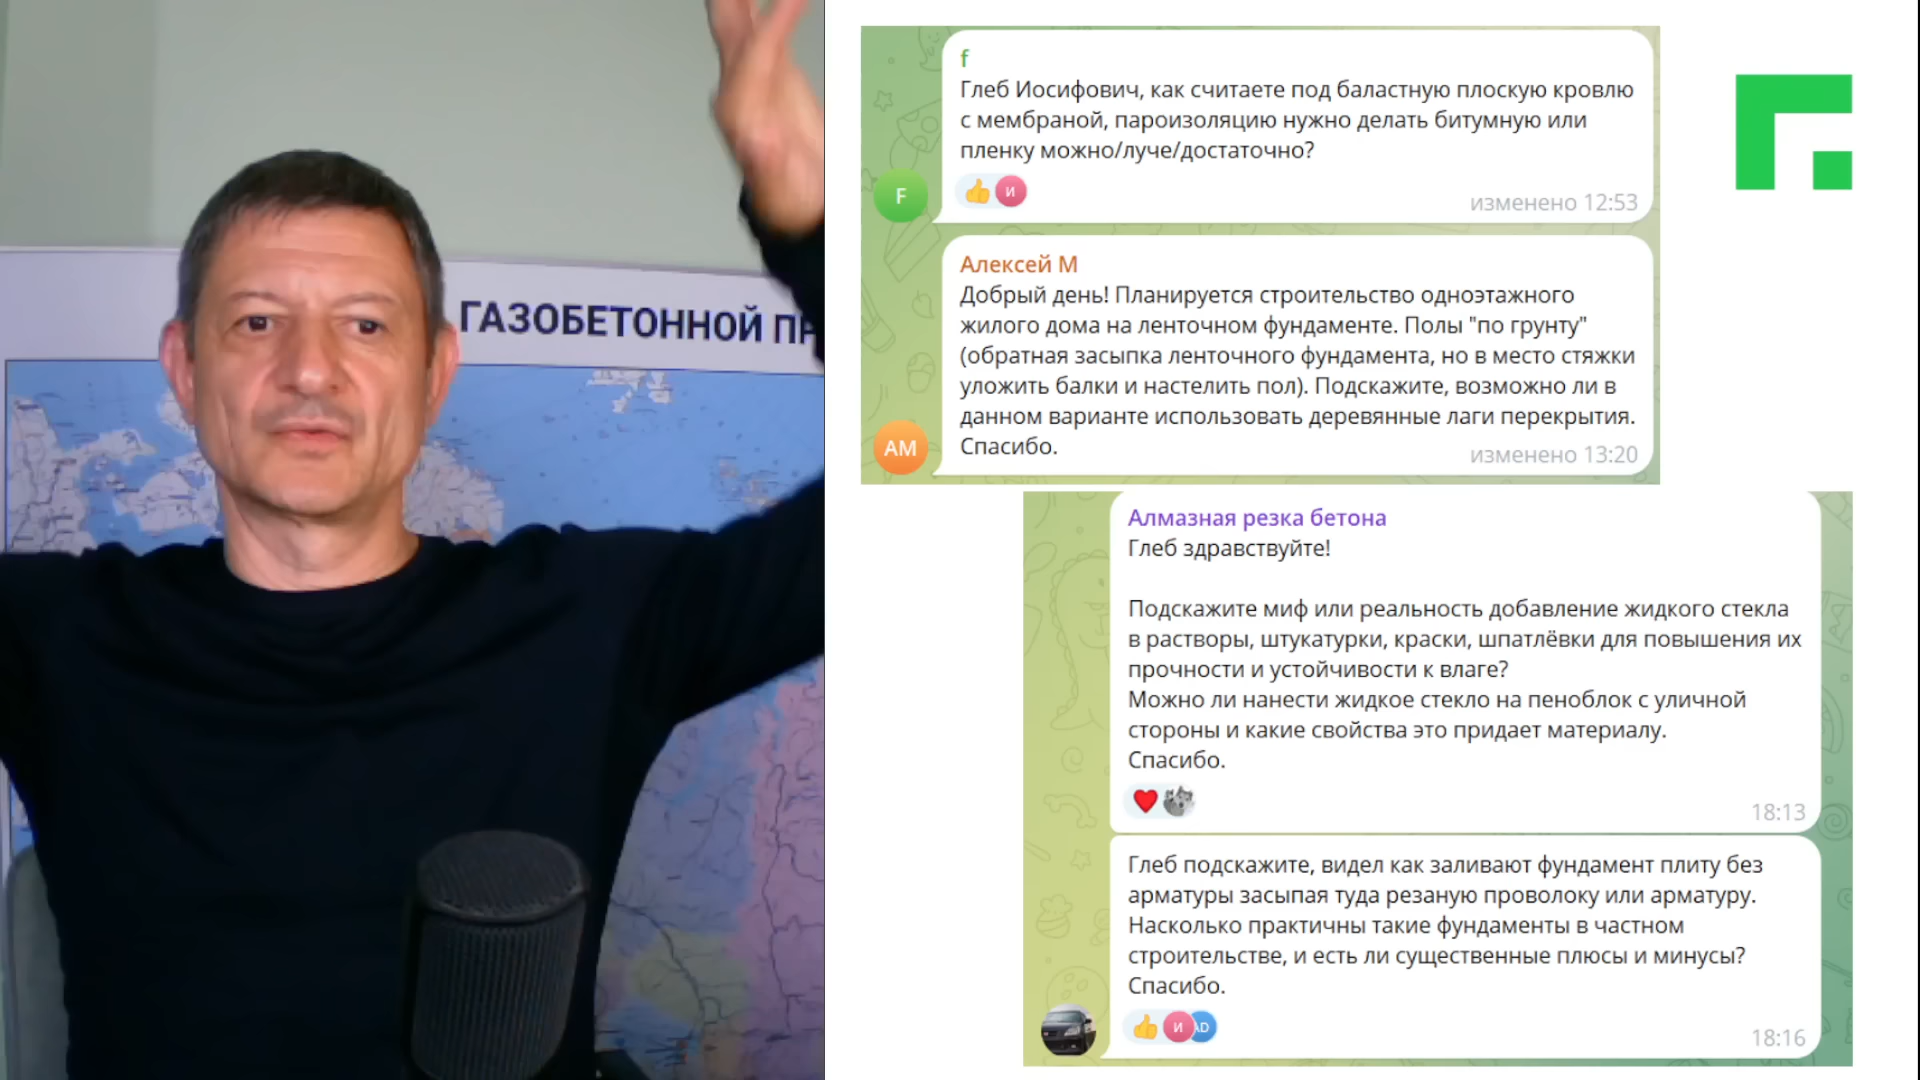 ГАЗОБЕТОННОЙ ПР
f
Глеб Иосифович, как считаете под баластную плоскую кровлю
с мембраной, пароизоляцию нужно делать битумную или
пленку можно/луче/достаточно?
И
F
изменено 12:53
Алексей М
Добрый день! Планируется строительство одноэтажного
жилого дома на ленточном фундаменте. Полы "по грунту"
(обратная засыпка ленточного фундамента, но в место стяжки
уложить балки и настелить пол). Подскажите, возможно ли в
данном варианте использовать деревянные лаги перекрытия.
Спасибо.
АМ
изменено 13:20
Алмазная резка бетона
Глеб здравствуйте!
Подскажите миф или реальность добавление жидкого стекла
в растворы, штукатурки, краски, шпатлёвки для повышения их
прочности и устойчивости к влаге?
Можно ли нанести жидкое стекло на пеноблок с уличной
стороны и какие свойства это придает материалу.
Спасибо.
18:13
Глеб подскажите, видел как заливают фундамент плиту без
арматуры засыпая туда резаную проволоку или арматуру.
Насколько практичны такие фундаменты в частном
строительстве, и есть ли существенные плюсы и минусы?
Спасибо.
И AD
18:16